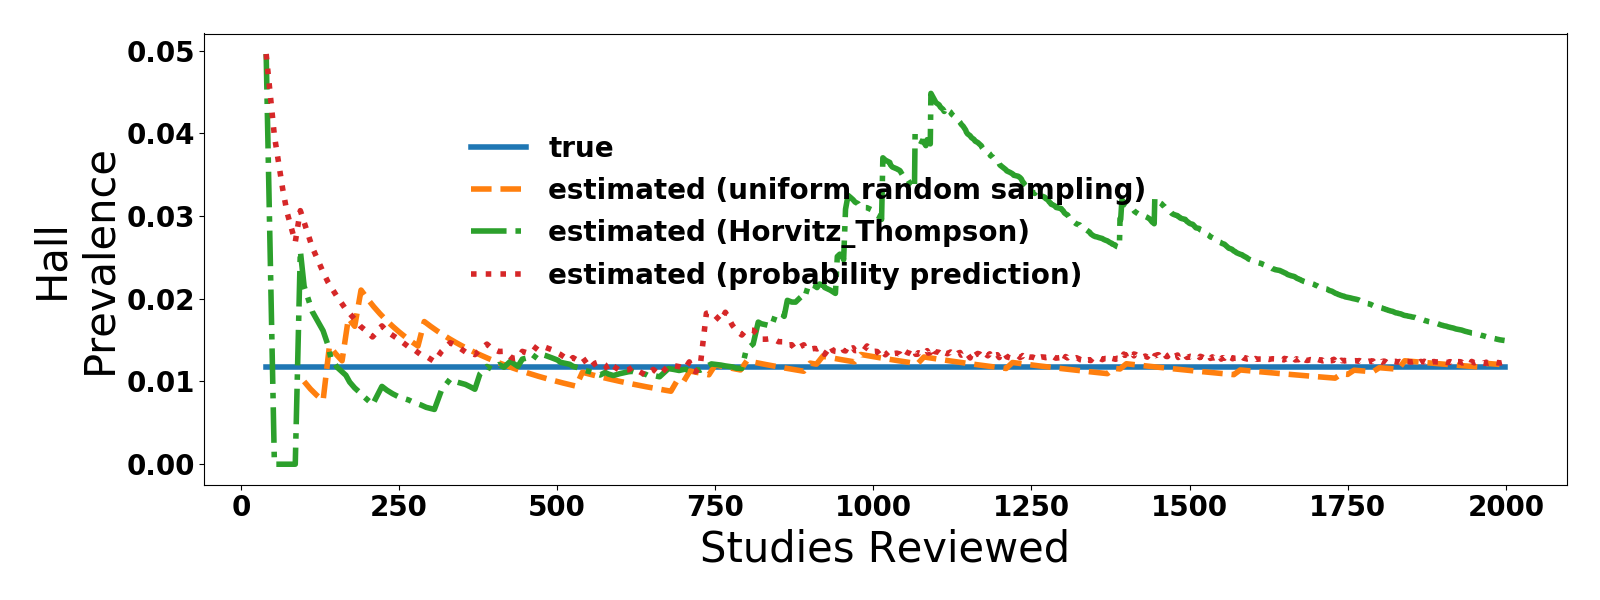 Hall
Prevalence
0.05
0.04
0.03
0.02
0.01
0.00
true
estimated (uniform random sampling)
estimated (Horvitz_Thompson)
estimated (probability prediction)
0 250 500 750 1000 1250 1500 1750 2000
Studies Reviewed